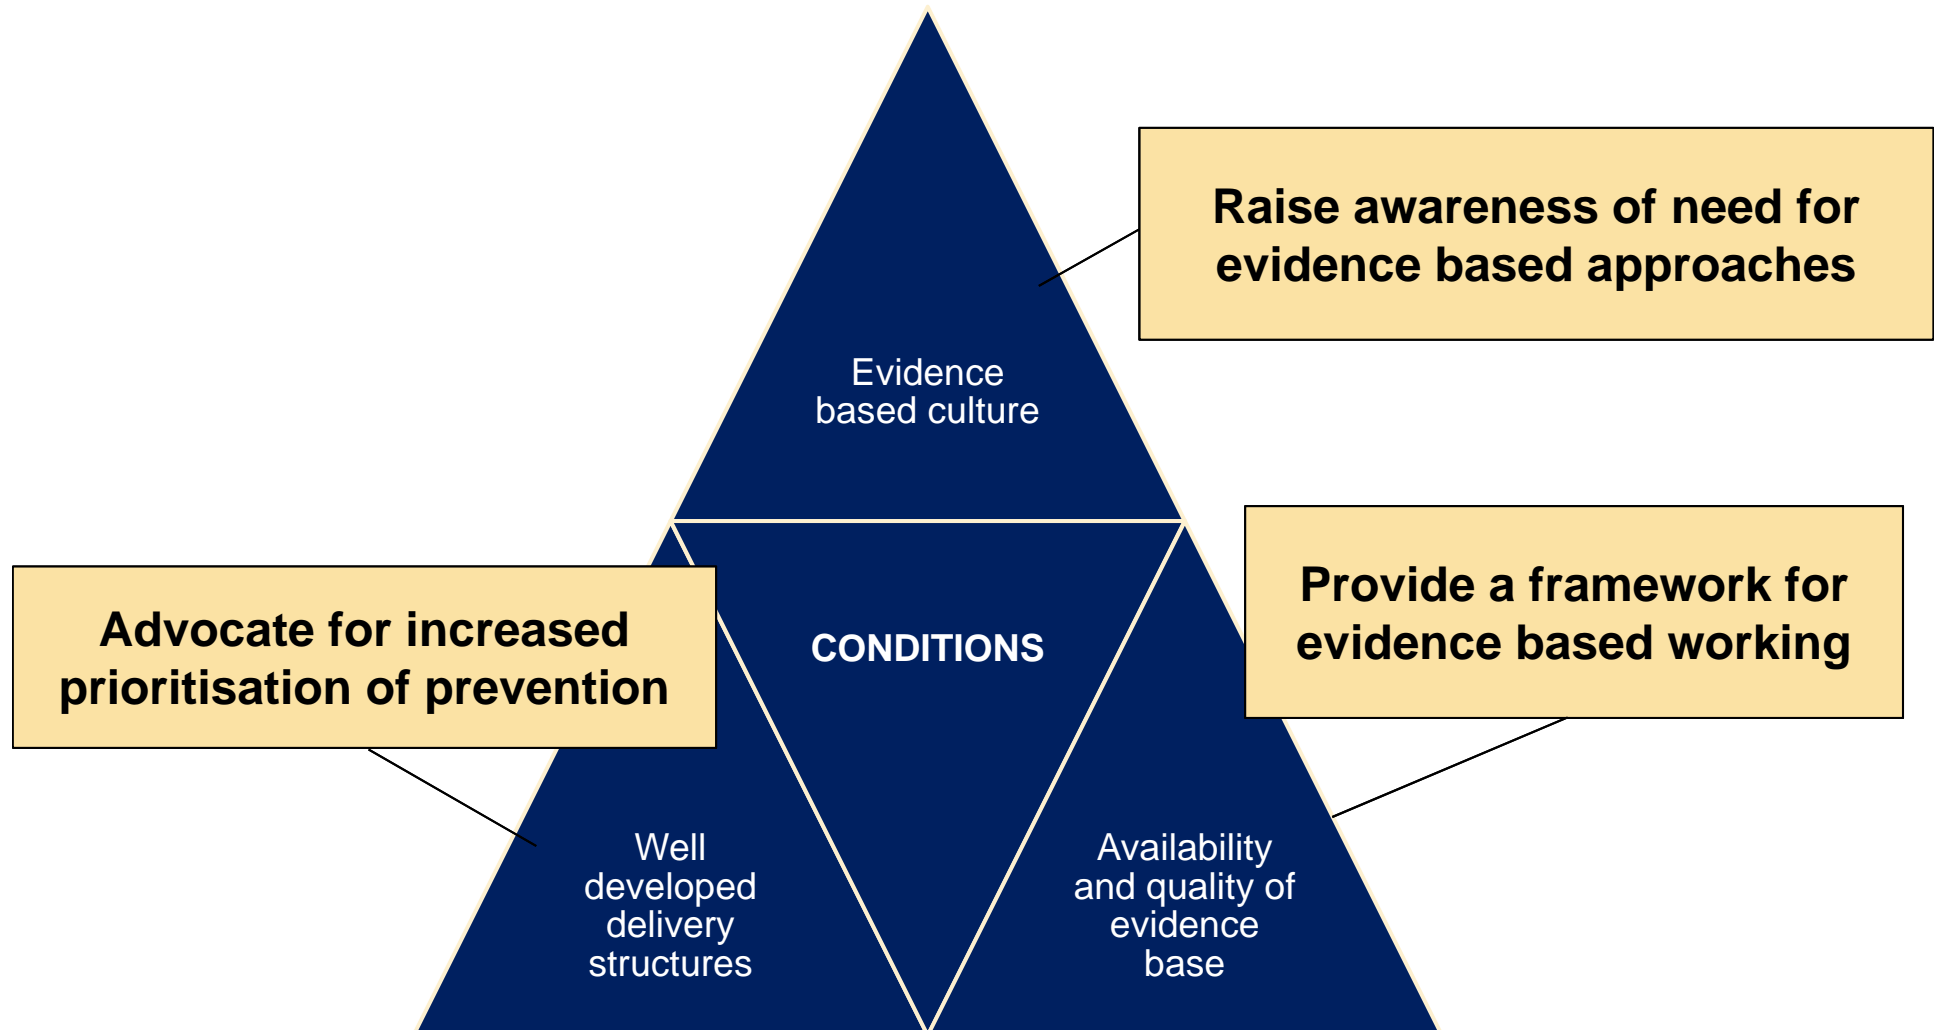 Raise awareness of need for
evidence based approaches
Evidence
based culture
Provide a framework for
evidence based working
Advocate for increased
prioritisation of prevention
CONDITIONS
Well
developed
delivery
structures
Availability
and quality of
evidence
base